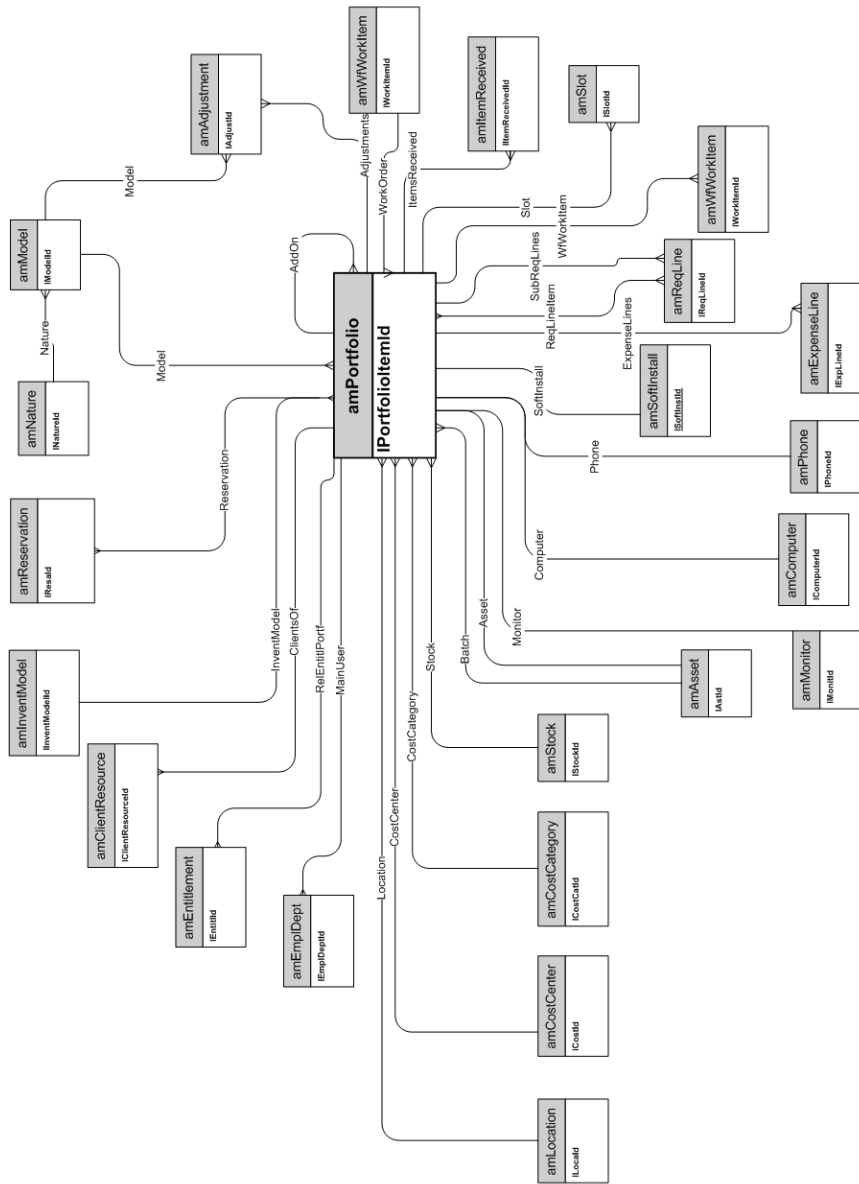 amNature
lNatureId
Nature
amModel
lModelId
Model
amAdjustment
lAdjustId
Model
AddOn
Adjustments
amWfWorkItem
lWorkItemId
WorkOrder
amItemReceived
lItemReceivedId
ItemsReceived
amSlot
lSlotId
Slot
amWfWorkItem
lWorkItemId
WfWorkItem
amReqLine
lReqLineId
SubReqLines
ReqLineItem
amExpenseLine
lExpLineId
ExpenseLines
amPortfolio
lPortfolioItemId
amReservation
lResaId
Reservation
amInventModel
lInventModelId
InventModel
amClientResource
lClientResourceId
ClientsOf
amEntitlement
lEntitlId
RelEntitlPortf
amEmplDept
lEmplDeptId
MainUser
amSoftInstall
lSoftInstId
SoftInstall
amPhone
lPhoneId
Phone
amComputer
lComputerId
Computer
amMonitor
lMonitId
Monitor
amAsset
lAstId
Asset
Batch
amStock
lStockId
Stock
amCostCategory
lCostCatId
CostCategory
amCostCenter
lCostId
CostCenter
amLocation
lLocaId
Location